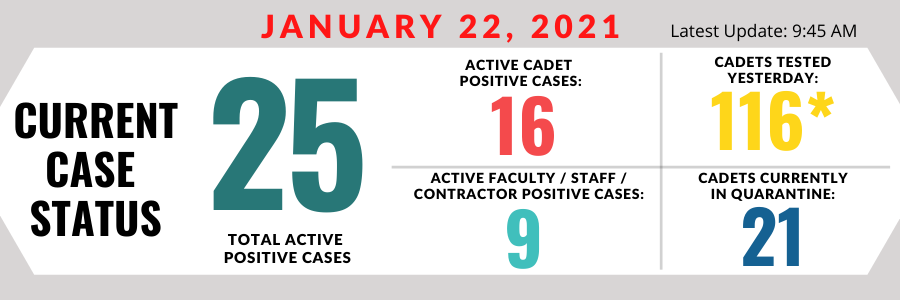 JANUARY 22, 2021
Latest Update: 9:45 AM
CURRENT
CASE
STATUS
25
TOTAL ACTIVE
POSITIVE CASES
ACTIVE CADET
POSITIVE CASES:
16
CADETS TESTED
YESTERDAY:
116*
ACTIVE FACULTY / STAFF /
CONTRACTOR POSITIVE CASES:
9
CADETS CURRENTLY
IN QUARANTINE:
21